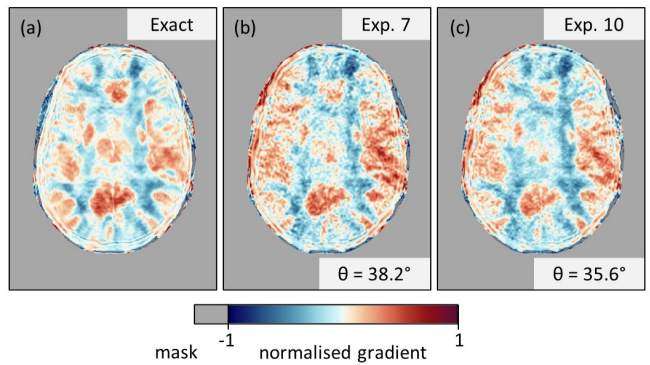 (a) Exact
(b) Exp. 7
(c) Exp. 10
θ = 38.2°
θ = 35.6°
mask
-1
normalised gradient
1